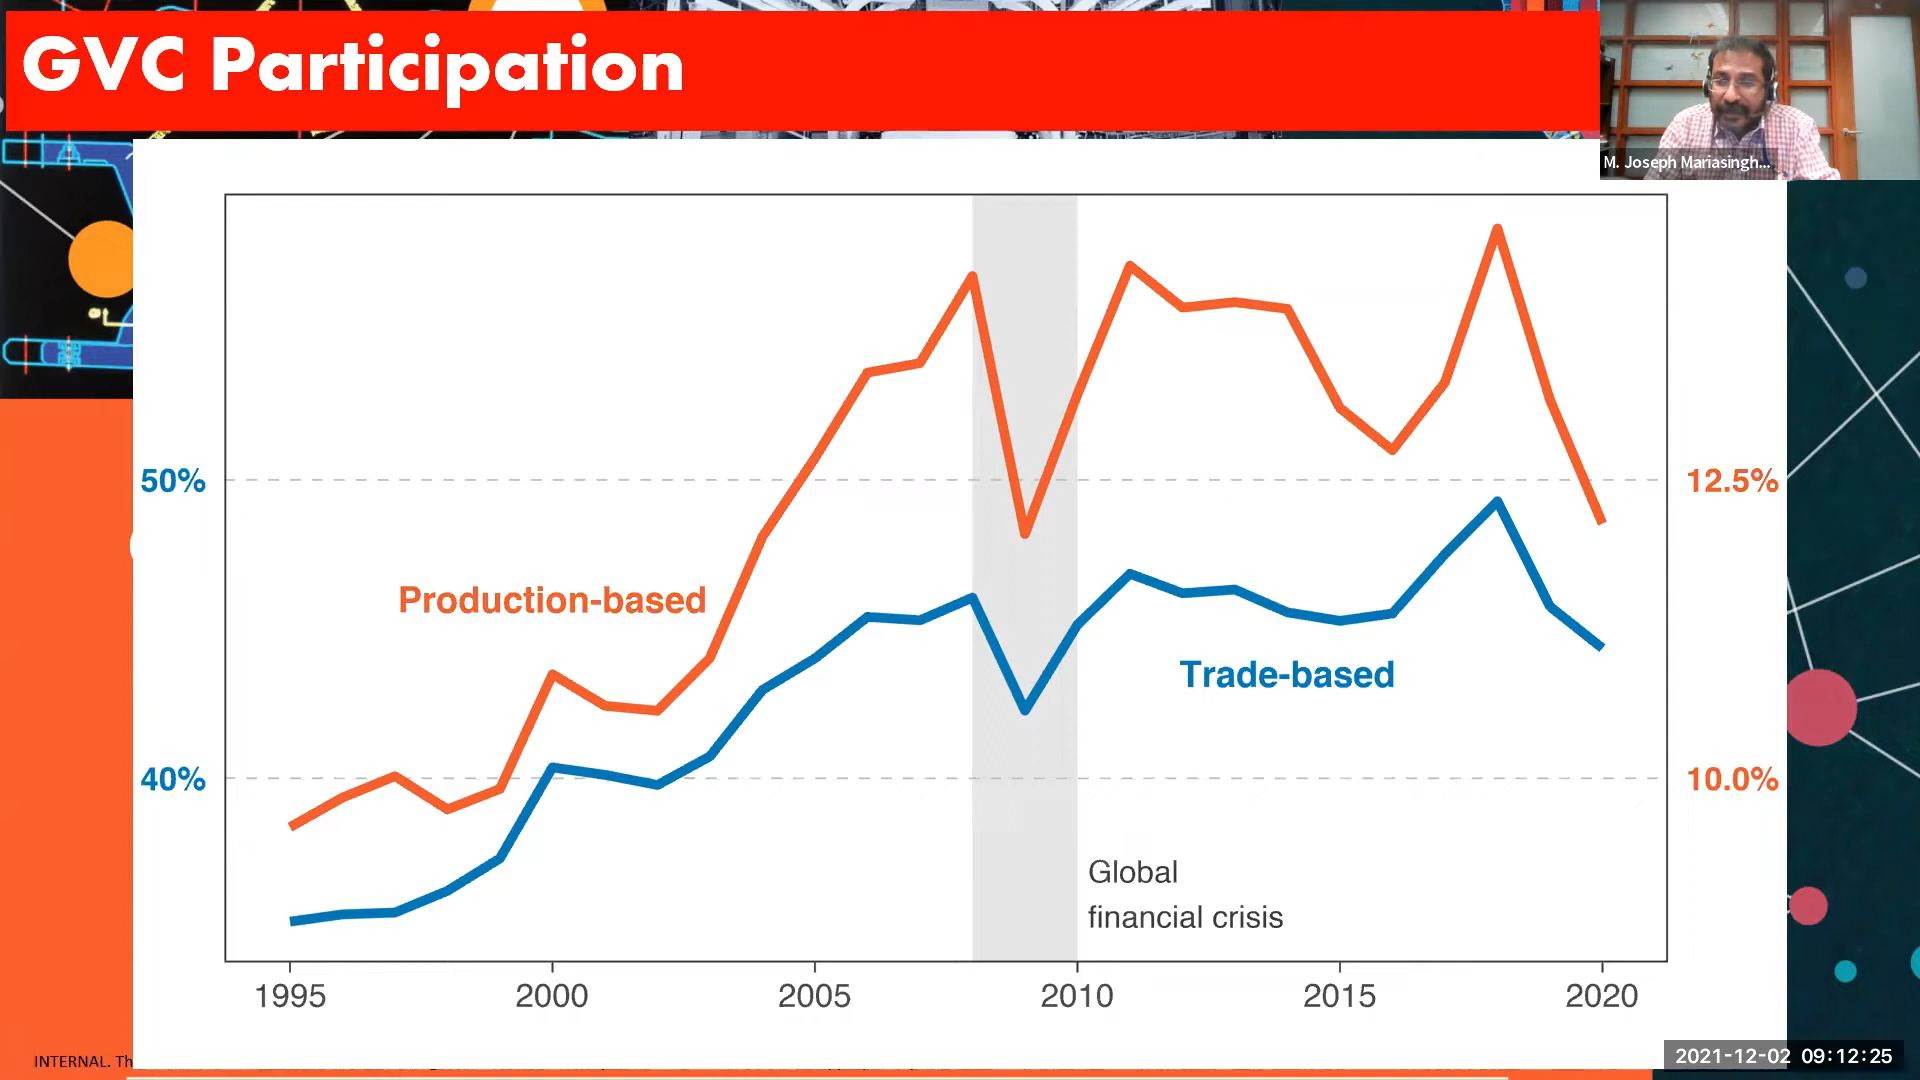 GVC Participation
M. Joseph Mariasingh...
50%
12.5%
Production-based
Trade-based
40%
10.0%
Global
financial crisis
1995 2000 2005 2010 2015 2020
INTERNAL. Th
2021-12-02 09:12:25